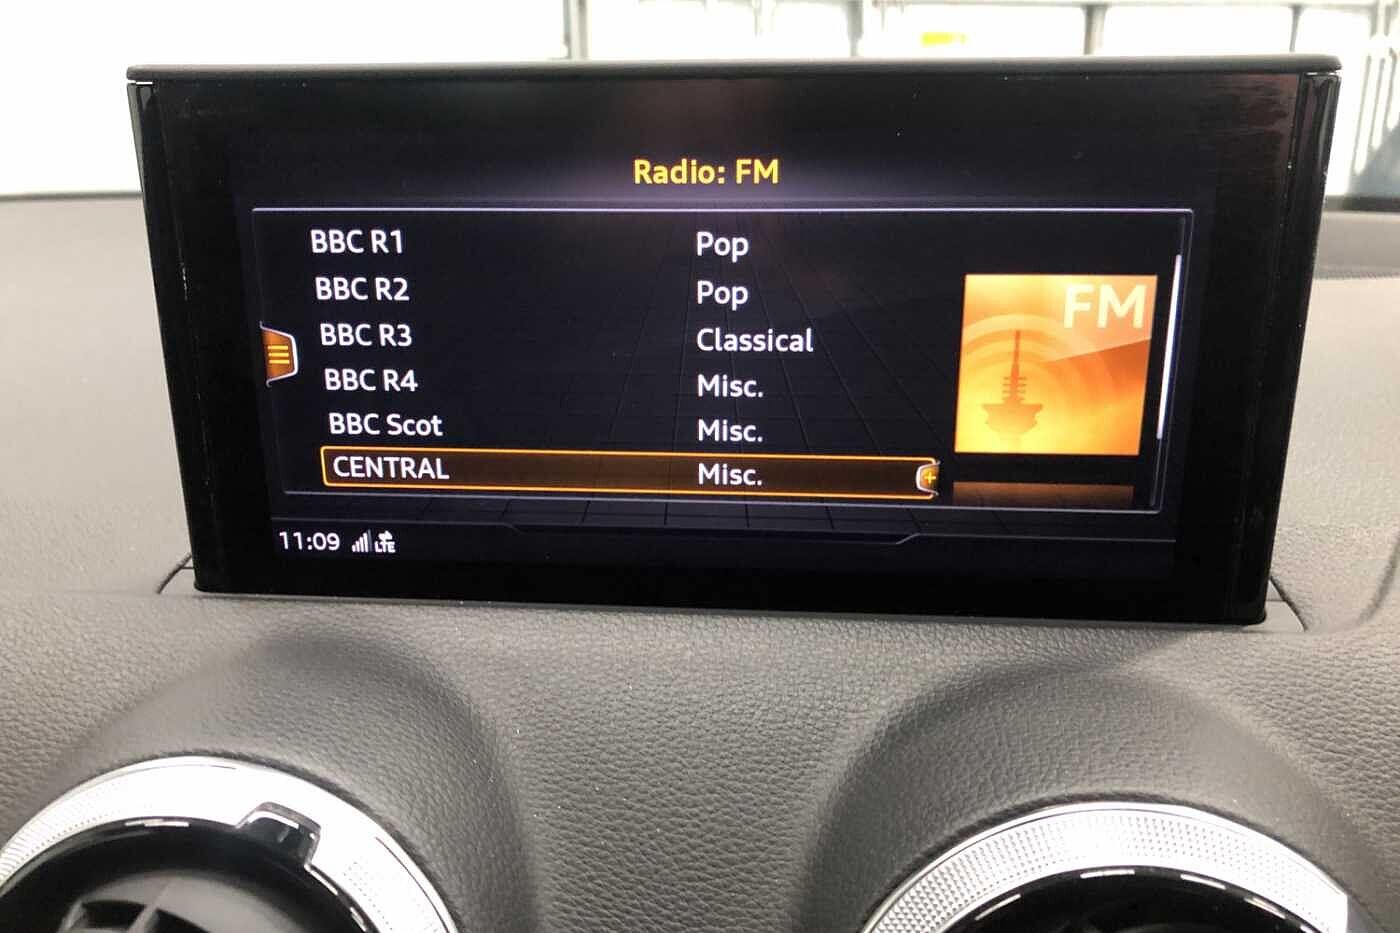 Radio: FM
BBC R1 Pop
BBC R2 Pop
BBC R3 Classical
BBC R4 Misc.
BBC Scot Misc.
CENTRAL Misc.
FM
11:09 LTE